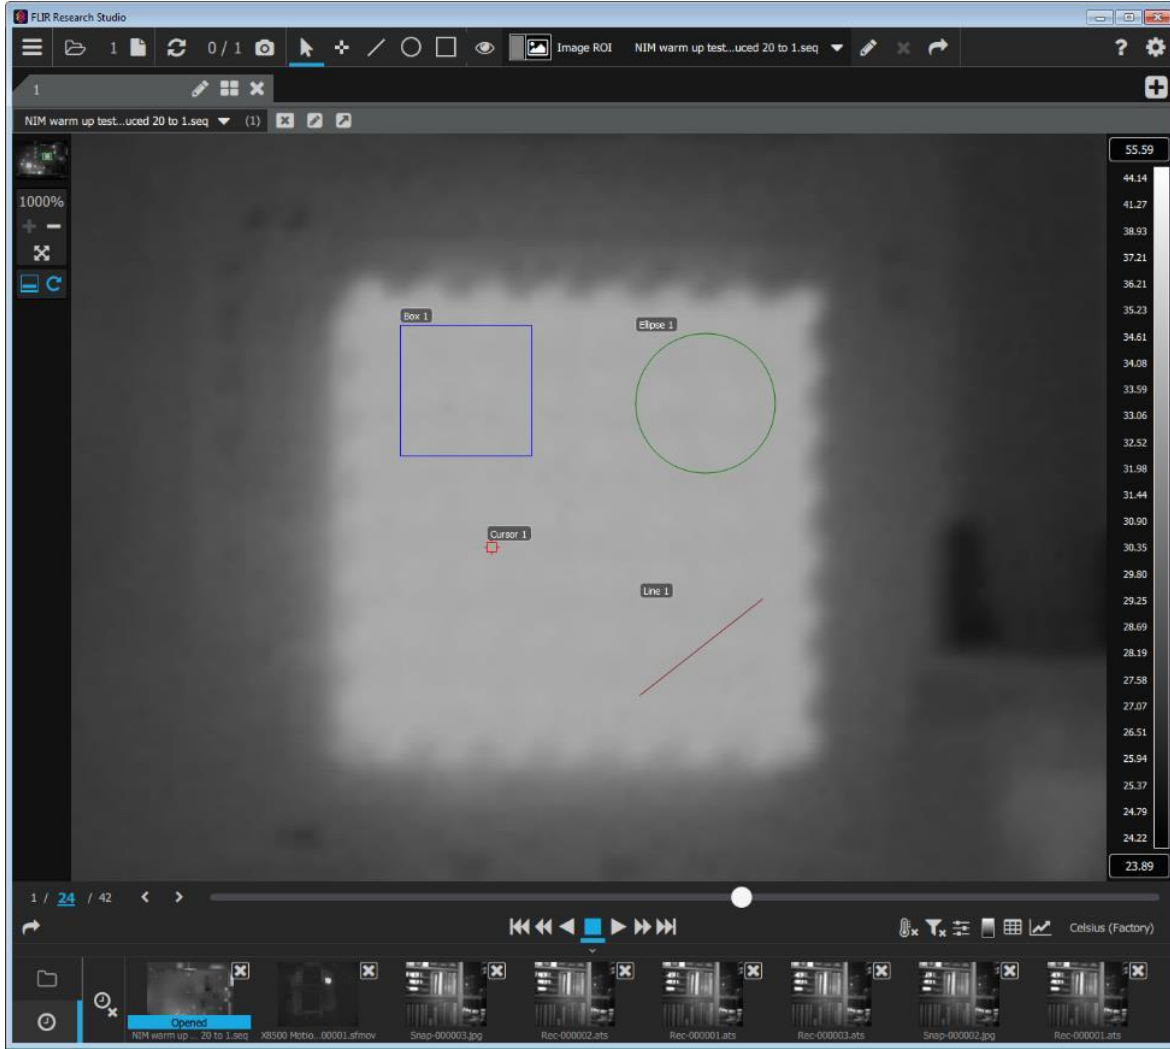 FLIR Research Studio
1 0 / 1 Image ROI NIM warm up test...uced 20 to 1.seq ?
1
NIM warm up test...uced 20 to 1.seq (1)
1000%
Box 1
Ellipse 1
Cursor 1
Line 1
55.59
44.14
41.27
38.93
37.21
36.21
35.23
34.61
34.08
33.59
33.06
32.52
31.98
31.44
30.90
30.35
29.80
29.25
28.69
28.19
27.58
27.07
26.51
25.94
25.37
24.79
24.22
23.89
1 / 24 / 42
Celsius (Factory)
Opened
NIM warm up ... 20 to 1.seq X8500 Motio...00001.sfmov Snap-000003.jpg Rec-000002.ats Rec-000001.ats Rec-000003.ats Snap-000002.jpg Rec-000001.ats